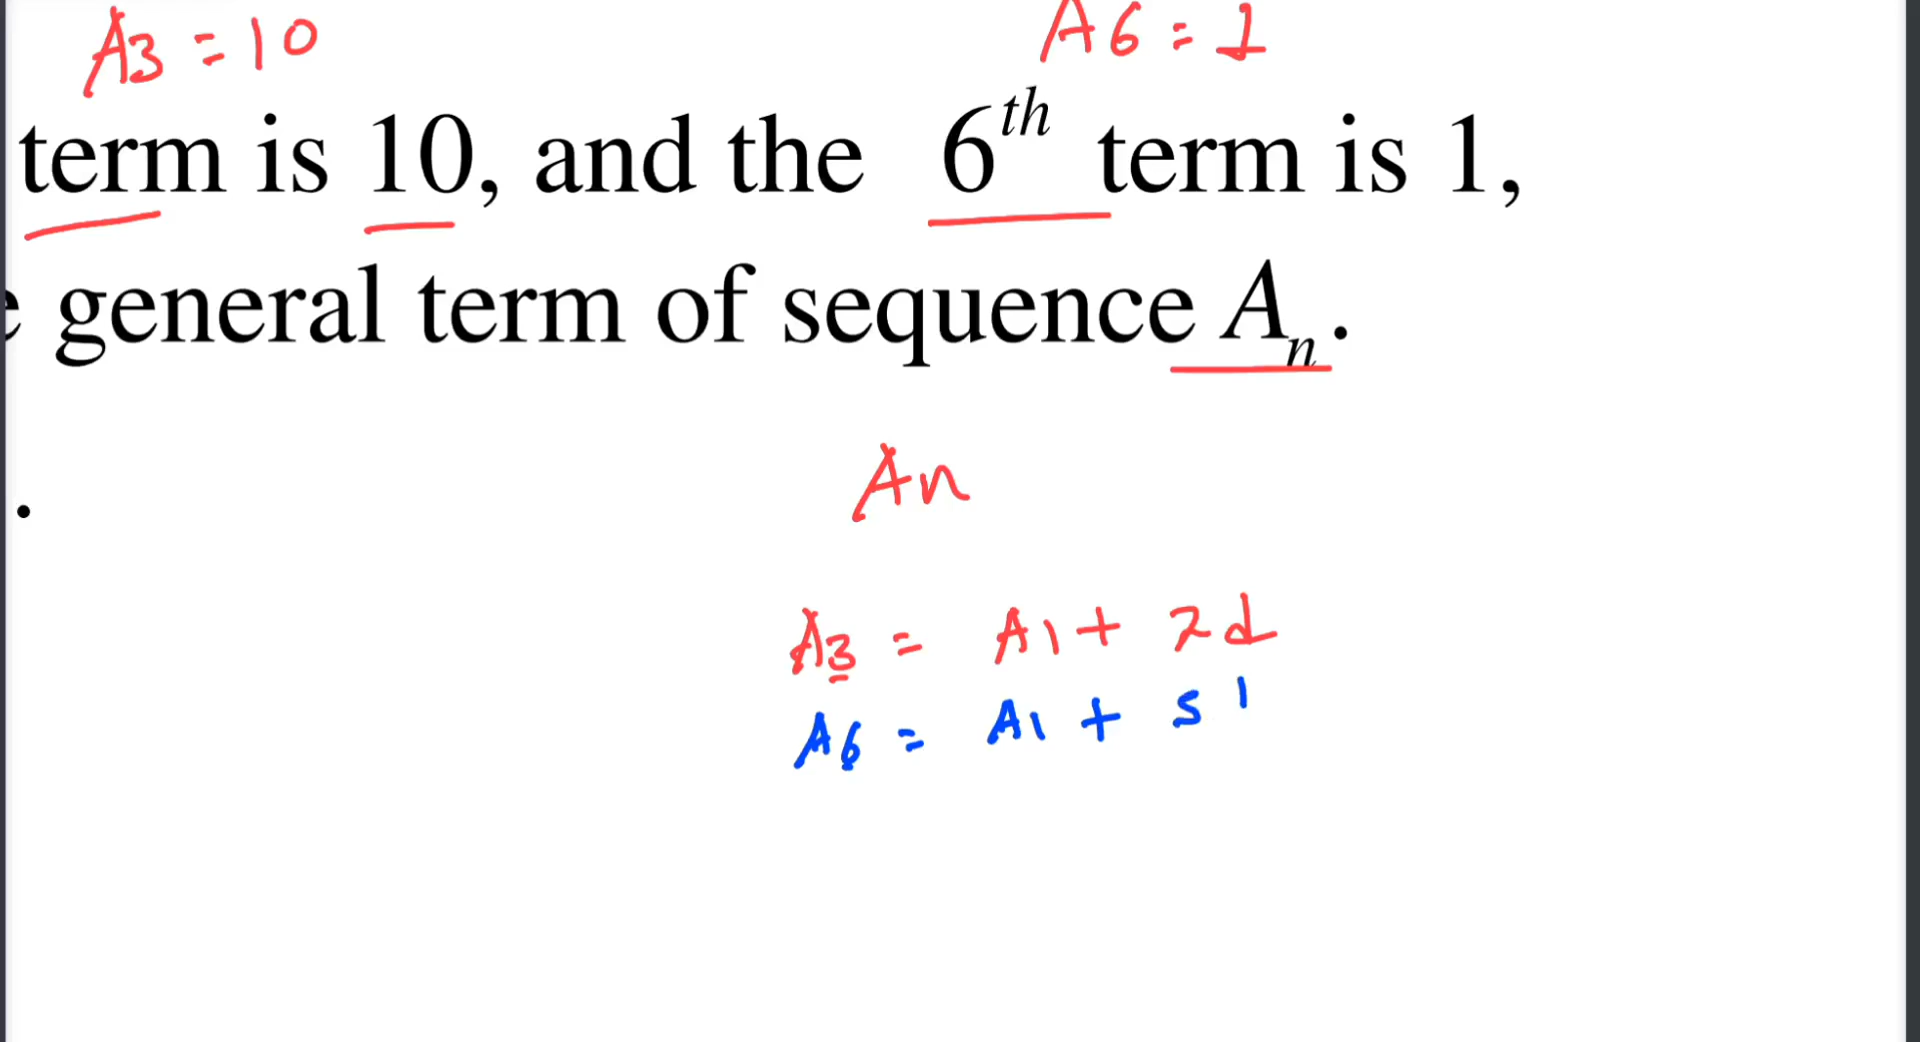 A3 = 10 A6 = 1
term is 10, and the 6th term is 1,
general term of sequence An.
.
An
A3 = A1 + 2d
A6 = A1 + 5